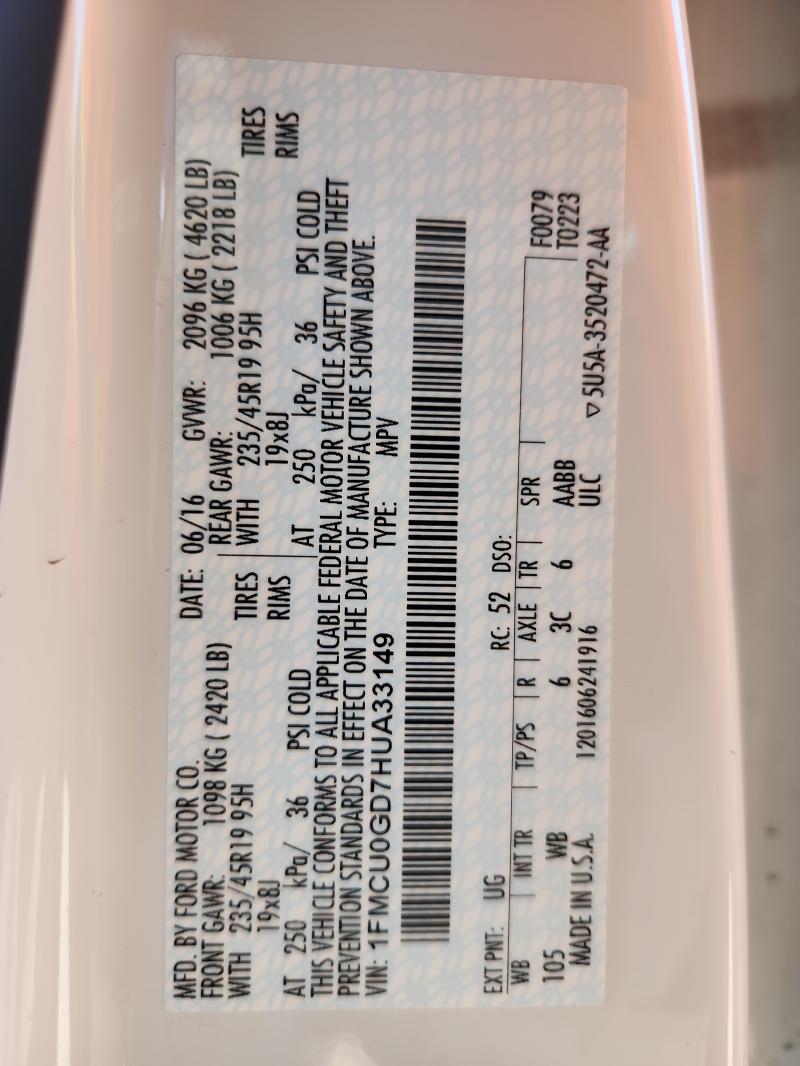 MFD. BY FORD MOTOR CO. DATE: 06/16 GVWR: 2096 KG ( 4620 LB)
FRONT GAWR: 1098 KG ( 2420 LB) REAR GAWR: 1006 KG ( 2218 LB)
WITH 235/45R19 95H TIRES WITH 235/45R19 95H TIRES
19x8J RIMS 19x8J RIMS
AT 250 kPa/ 36 PSI COLD AT 250 kPa/ 36 PSI COLD
THIS VEHICLE CONFORMS TO ALL APPLICABLE FEDERAL MOTOR VEHICLE SAFETY AND THEFT
PREVENTION STANDARDS IN EFFECT ON THE DATE OF MANUFACTURE SHOWN ABOVE.
VIN: 1FMCU0GD7HUA33149 TYPE: MPV
EXT PNT: UG RC: 52 DSO:
WB INT TR TP/PS R AXLE TR SPR F0079
105 WB 6 3C 6 AABB T0223
MADE IN U.S.A. 1201606241916 ULC ▽5U5A-3520472-AA